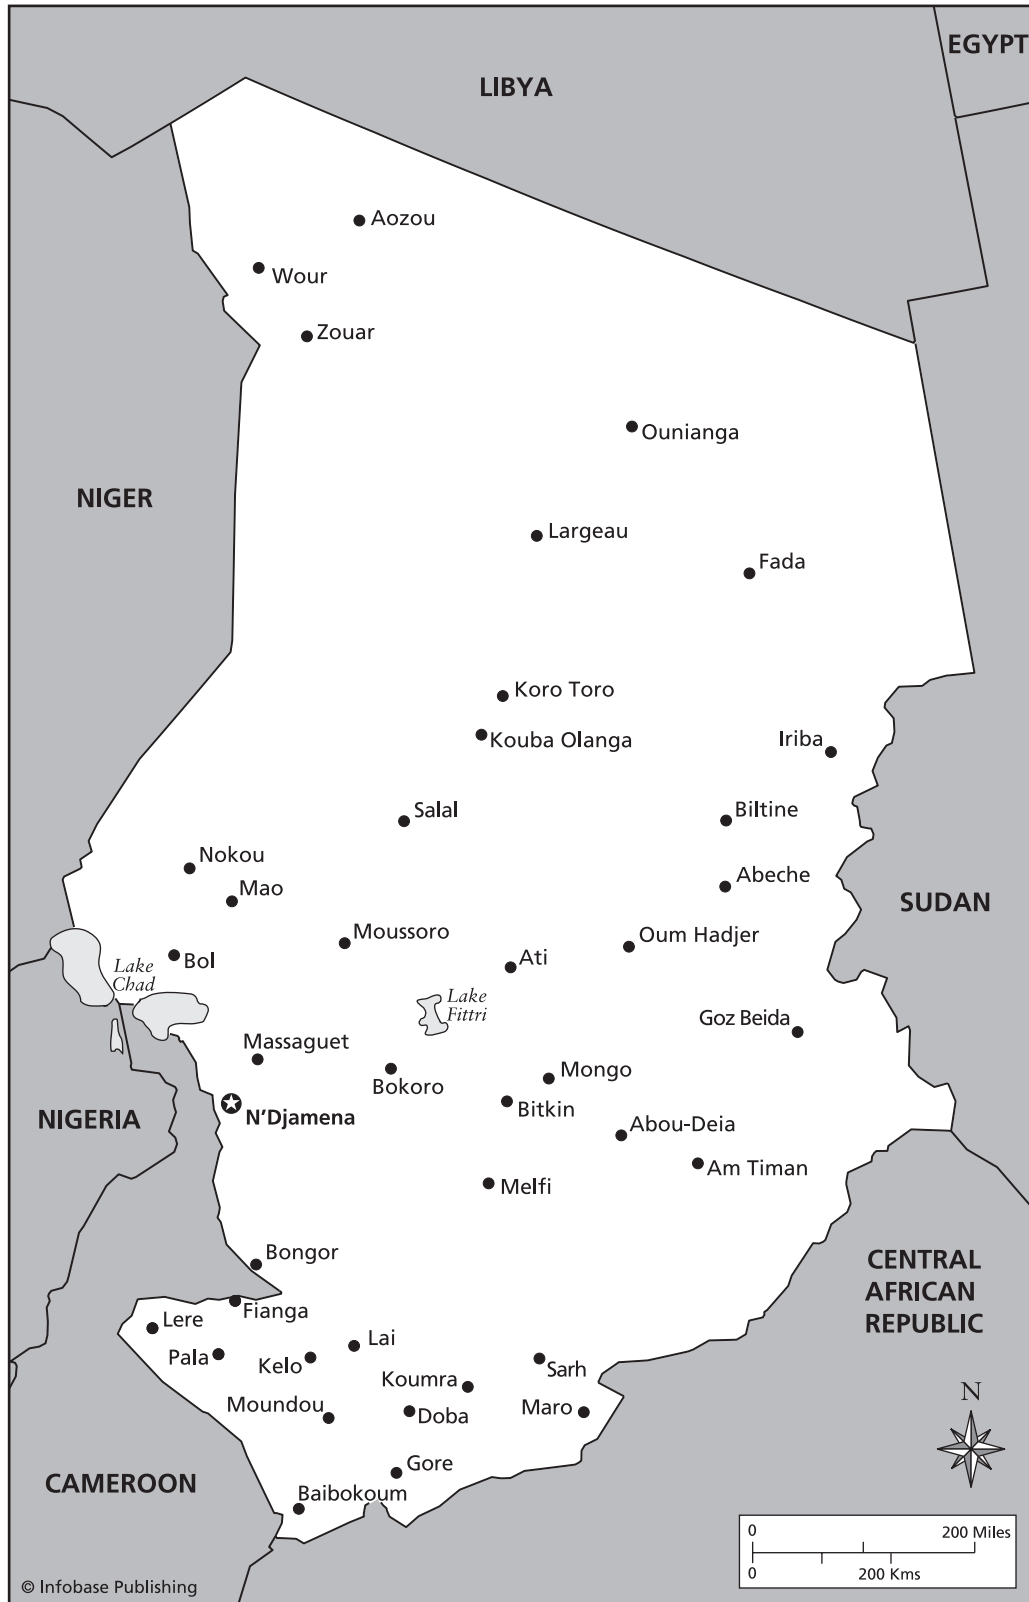 EGYPT
LIBYA
Aozou
Wour
Zouar
Ounianga
NIGER
Largeau
Fada
Koro Toro
Kouba Olanga
Iriba
Salal
Biltine
Nokou
Mao
Abeche
SUDAN
Moussoro
Oum Hadjer
Bol
Lake
Chad
Ati
Lake
Fittri
Goz Beida
Massaguet
Bokoro
Mongo
Bitkin
NIGERIA
N'Djamena
Abou-Deia
Am Timan
Melfi
Bongor
CENTRAL
AFRICAN
REPUBLIC
Fianga
Lere
Lai
Pala
Kelo
Sarh
Koumra
Moundou
Doba
Maro
N
Gore
CAMEROON
Baibokoum
0 200 Miles
0 200 Kms
© Infobase Publishing